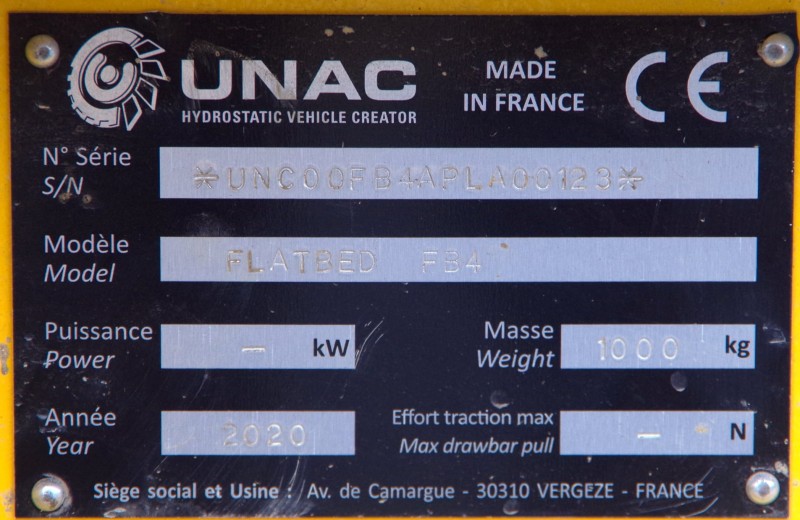 UNAC
HYDROSTATIC VEHICLE CREATOR
MADE
IN FRANCE
CE
N° Série
S/N
*UNC00FB4APLA00123*
Modèle
Model
FLATBED FB4
Puissance
Power
- kW
Masse
Weight
1000 kg
Année
Year
2020
Effort traction max
Max drawbar pull
- N
Siège social et Usine : Av. de Camargue - 30310 VERGEZE - FRANCE